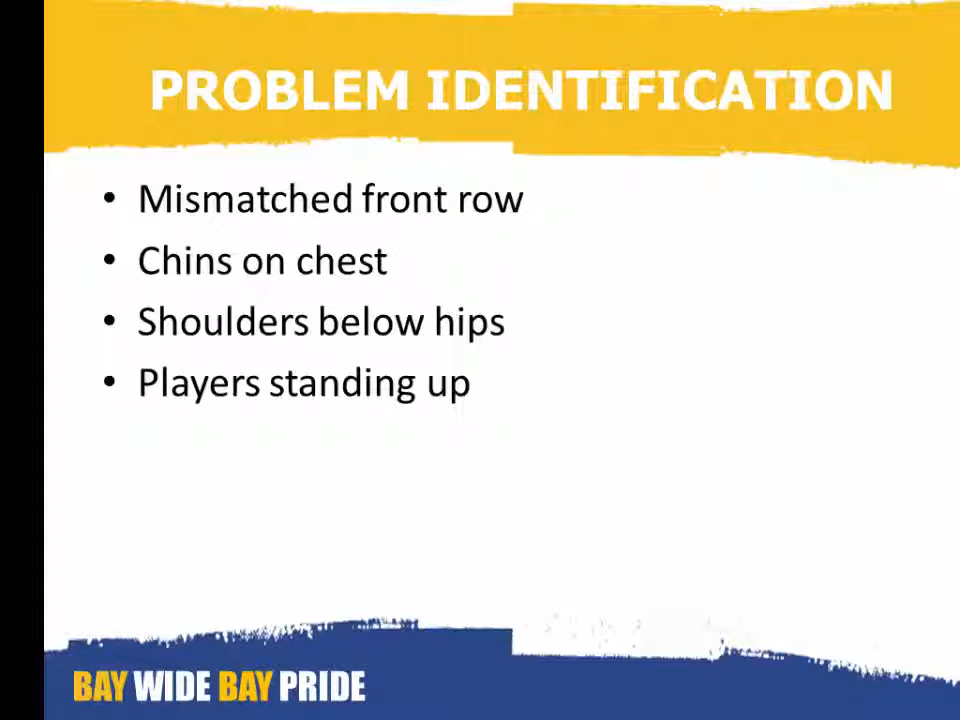 PROBLEM IDENTIFICATION
• Mismatched front row
• Chins on chest
• Shoulders below hips
• Players standing up
BAY WIDE BAY PRIDE